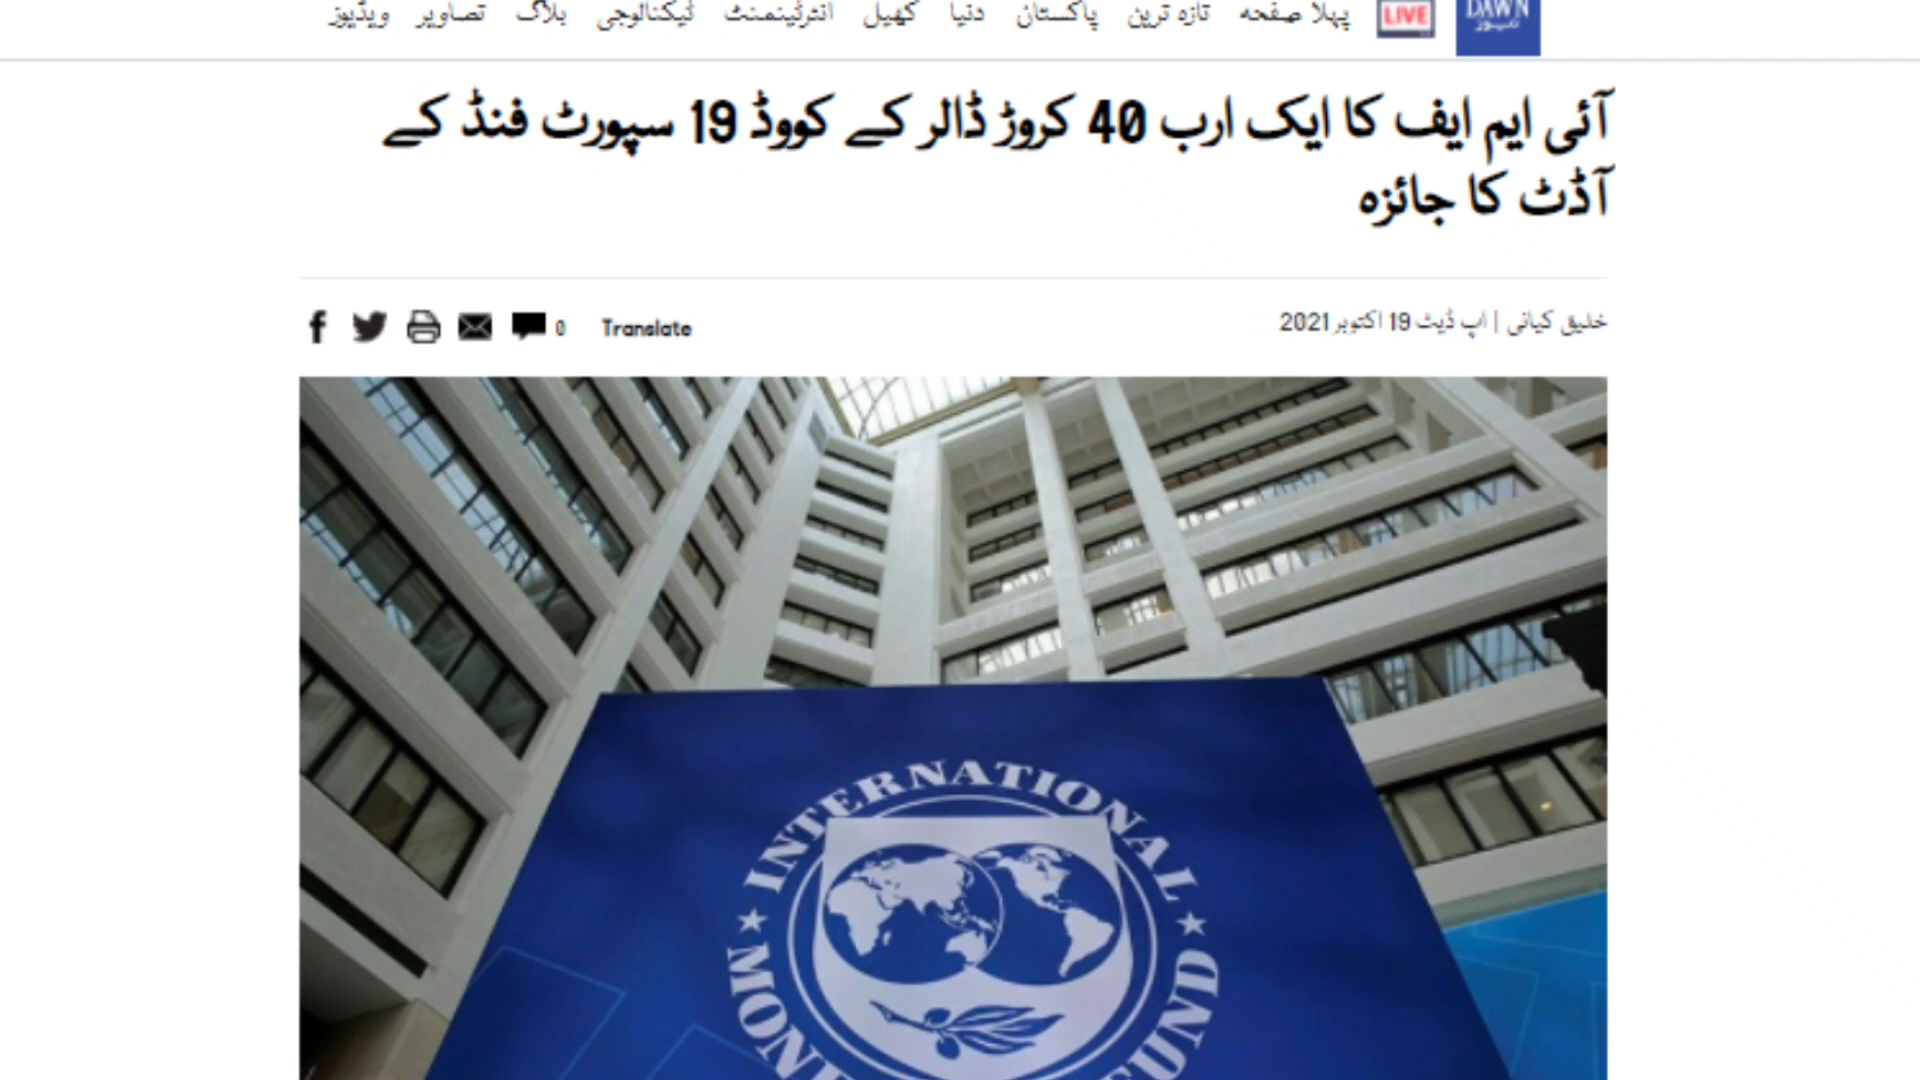 DAWN
نیوز
LIVE
پہلا صفحہ تازہ ترین پاکستان دنیا کھیل انٹرٹینمنٹ ٹیکنالوجی بلاگ تصاویر ویڈیوز
آئی ایم ایف کا ایک ارب 40 کروڑ ڈالر کے کووڈ 19 سپورٹ فنڈ کے
آڈٹ کا جائزہ
خلیق کیانی | اپ ڈیٹ 19 اکتوبر 2021
0 Translate
INTERNATIONAL
MONE
FUND